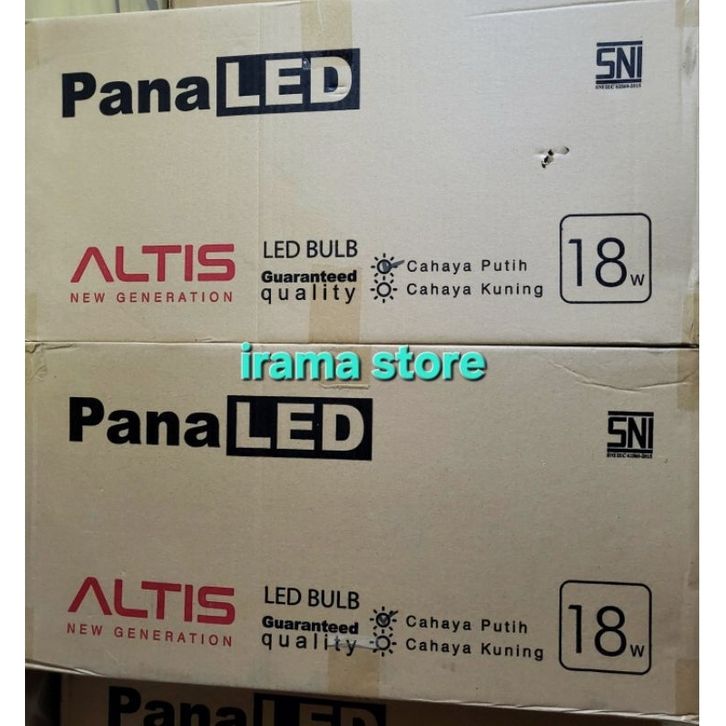 PanaLED
SNI
ALTIS
NEW GENERATION
LED BULB
Guaranteed
quality
Cahaya Putih
Cahaya Kuning
18W
irama store
PanaLED
SNI
ALTIS
NEW GENERATION
LED BULB
Guaranteed
quality
Cahaya Putih
Cahaya Kuning
18W
PanaLED